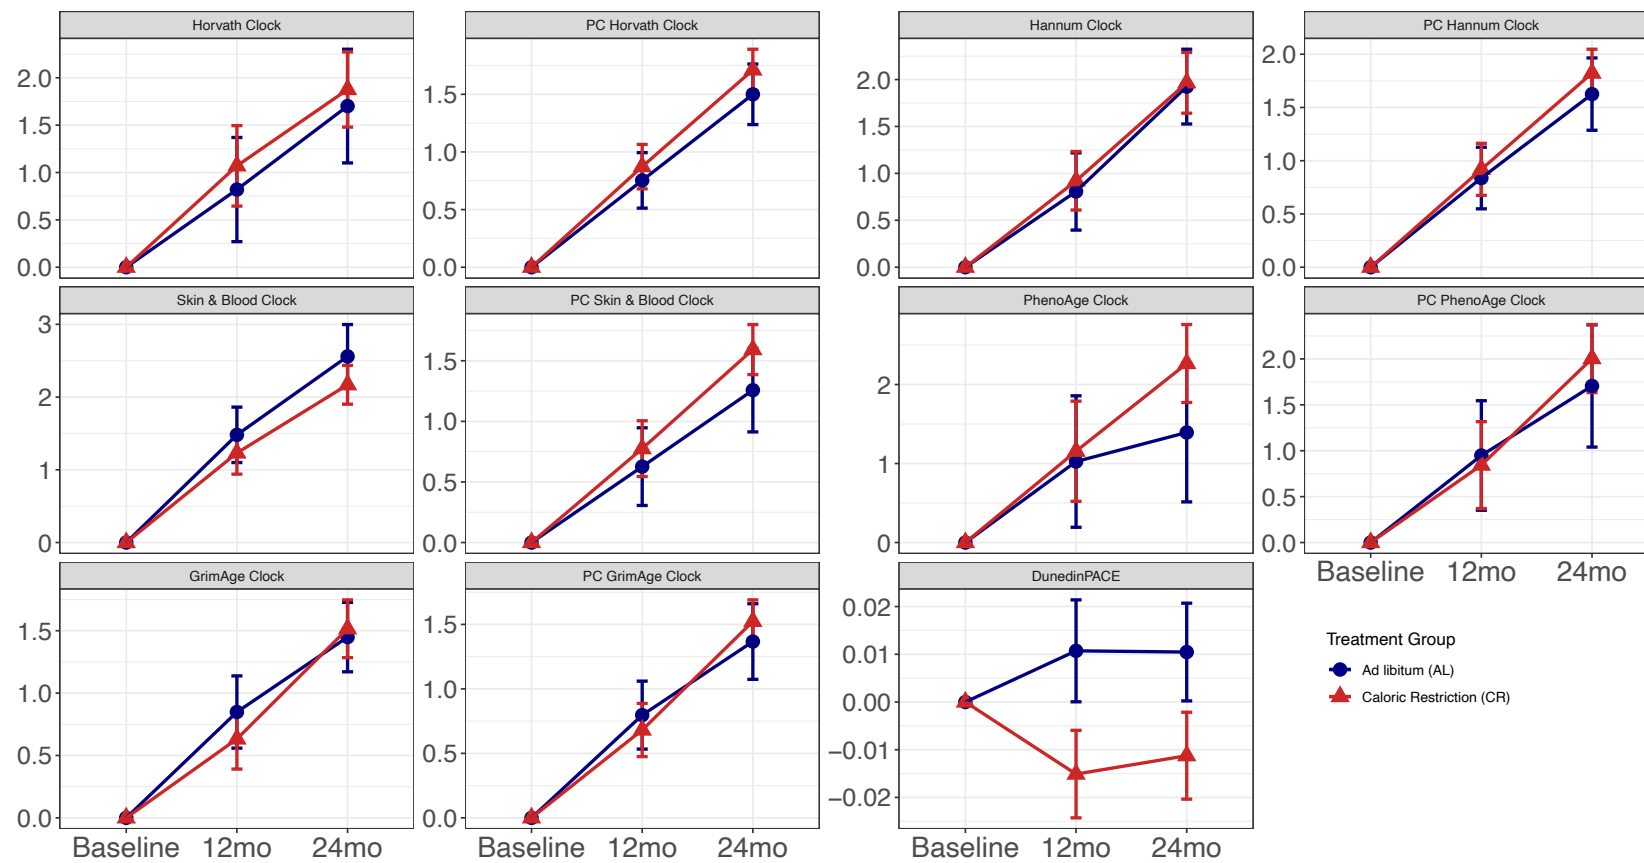 Horvath Clock
2.0
1.5
1.0
0.5
0.0
PC Horvath Clock
1.5
1.0
0.5
0.0
Hannum Clock
2.0
1.5
1.0
0.5
0.0
PC Hannum Clock
2.0
1.5
1.0
0.5
0.0
Skin & Blood Clock
3
2
1
0
PC Skin & Blood Clock
1.5
1.0
0.5
0.0
PhenoAge Clock
2
1
0
PC PhenoAge Clock
2.0
1.5
1.0
0.5
0.0
Baseline 12mo 24mo
GrimAge Clock
1.5
1.0
0.5
0.0
Baseline 12mo 24mo
PC GrimAge Clock
1.5
1.0
0.5
0.0
Baseline 12mo 24mo
DunedinPACE
0.02
0.01
0.00
−0.01
−0.02
Baseline 12mo 24mo
Treatment Group
Ad libitum (AL)
Caloric Restriction (CR)